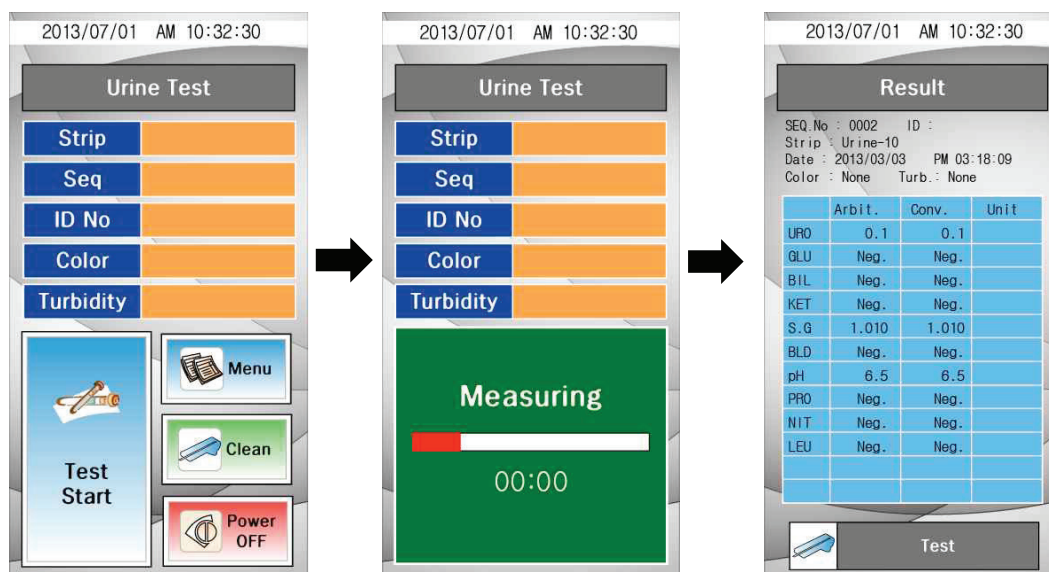 2013/07/01 AM 10:32:30
Urine Test
Strip
Seq
ID No
Color
Turbidity
Test Start
Menu
Clean
Power OFF
2013/07/01 AM 10:32:30
Urine Test
Strip
Seq
ID No
Color
Turbidity
Measuring
00:00
2013/07/01 AM 10:32:30
Result
SEQ.No : 0002 ID :
Strip : Urine-10
Date : 2013/03/03 PM 03:18:09
Color : None Turb.: None
Arbit. Conv. Unit
URO 0.1 0.1
GLU Neg. Neg.
BIL Neg. Neg.
KET Neg. Neg.
S.G 1.010 1.010
BLD Neg. Neg.
pH 6.5 6.5
PRO Neg. Neg.
NIT Neg. Neg.
LEU Neg. Neg.
Test